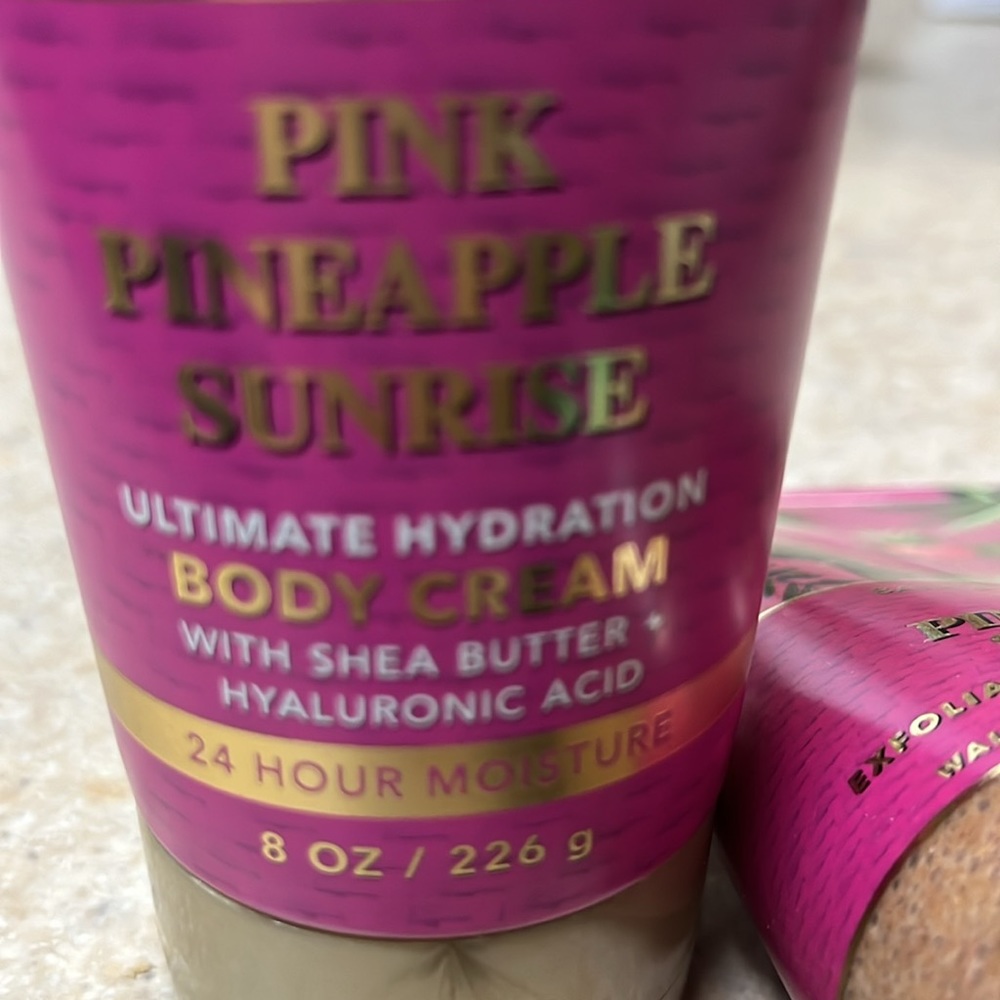 PINK
PINEAPPLE
SUNRISE
ULTIMATE HYDRATION
BODY CREAM
WITH SHEA BUTTER +
HYALURONIC ACID
24 HOUR MOISTURE
8 OZ / 226 g